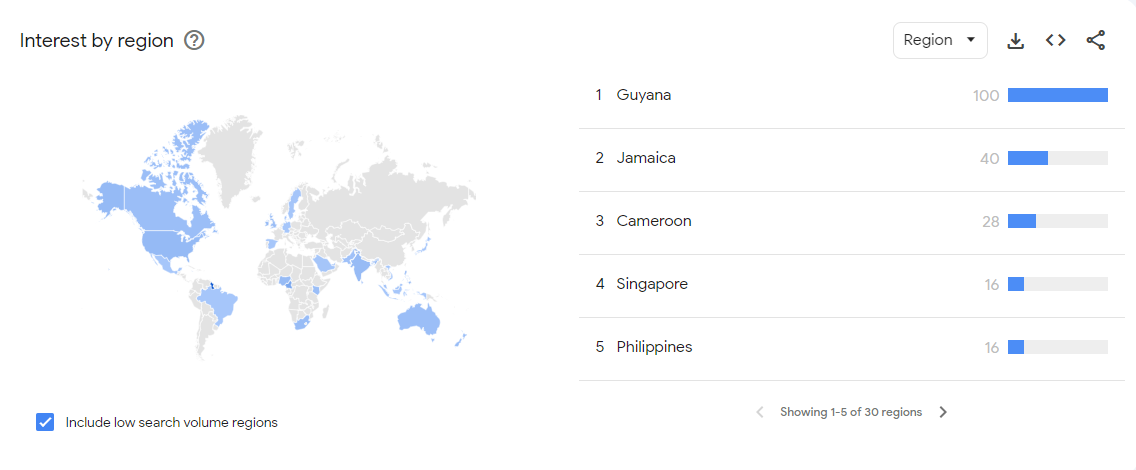 Interest by region
Region
1 Guyana 100
2 Jamaica 40
3 Cameroon 28
4 Singapore 16
5 Philippines 16
Include low search volume regions
Showing 1-5 of 30 regions